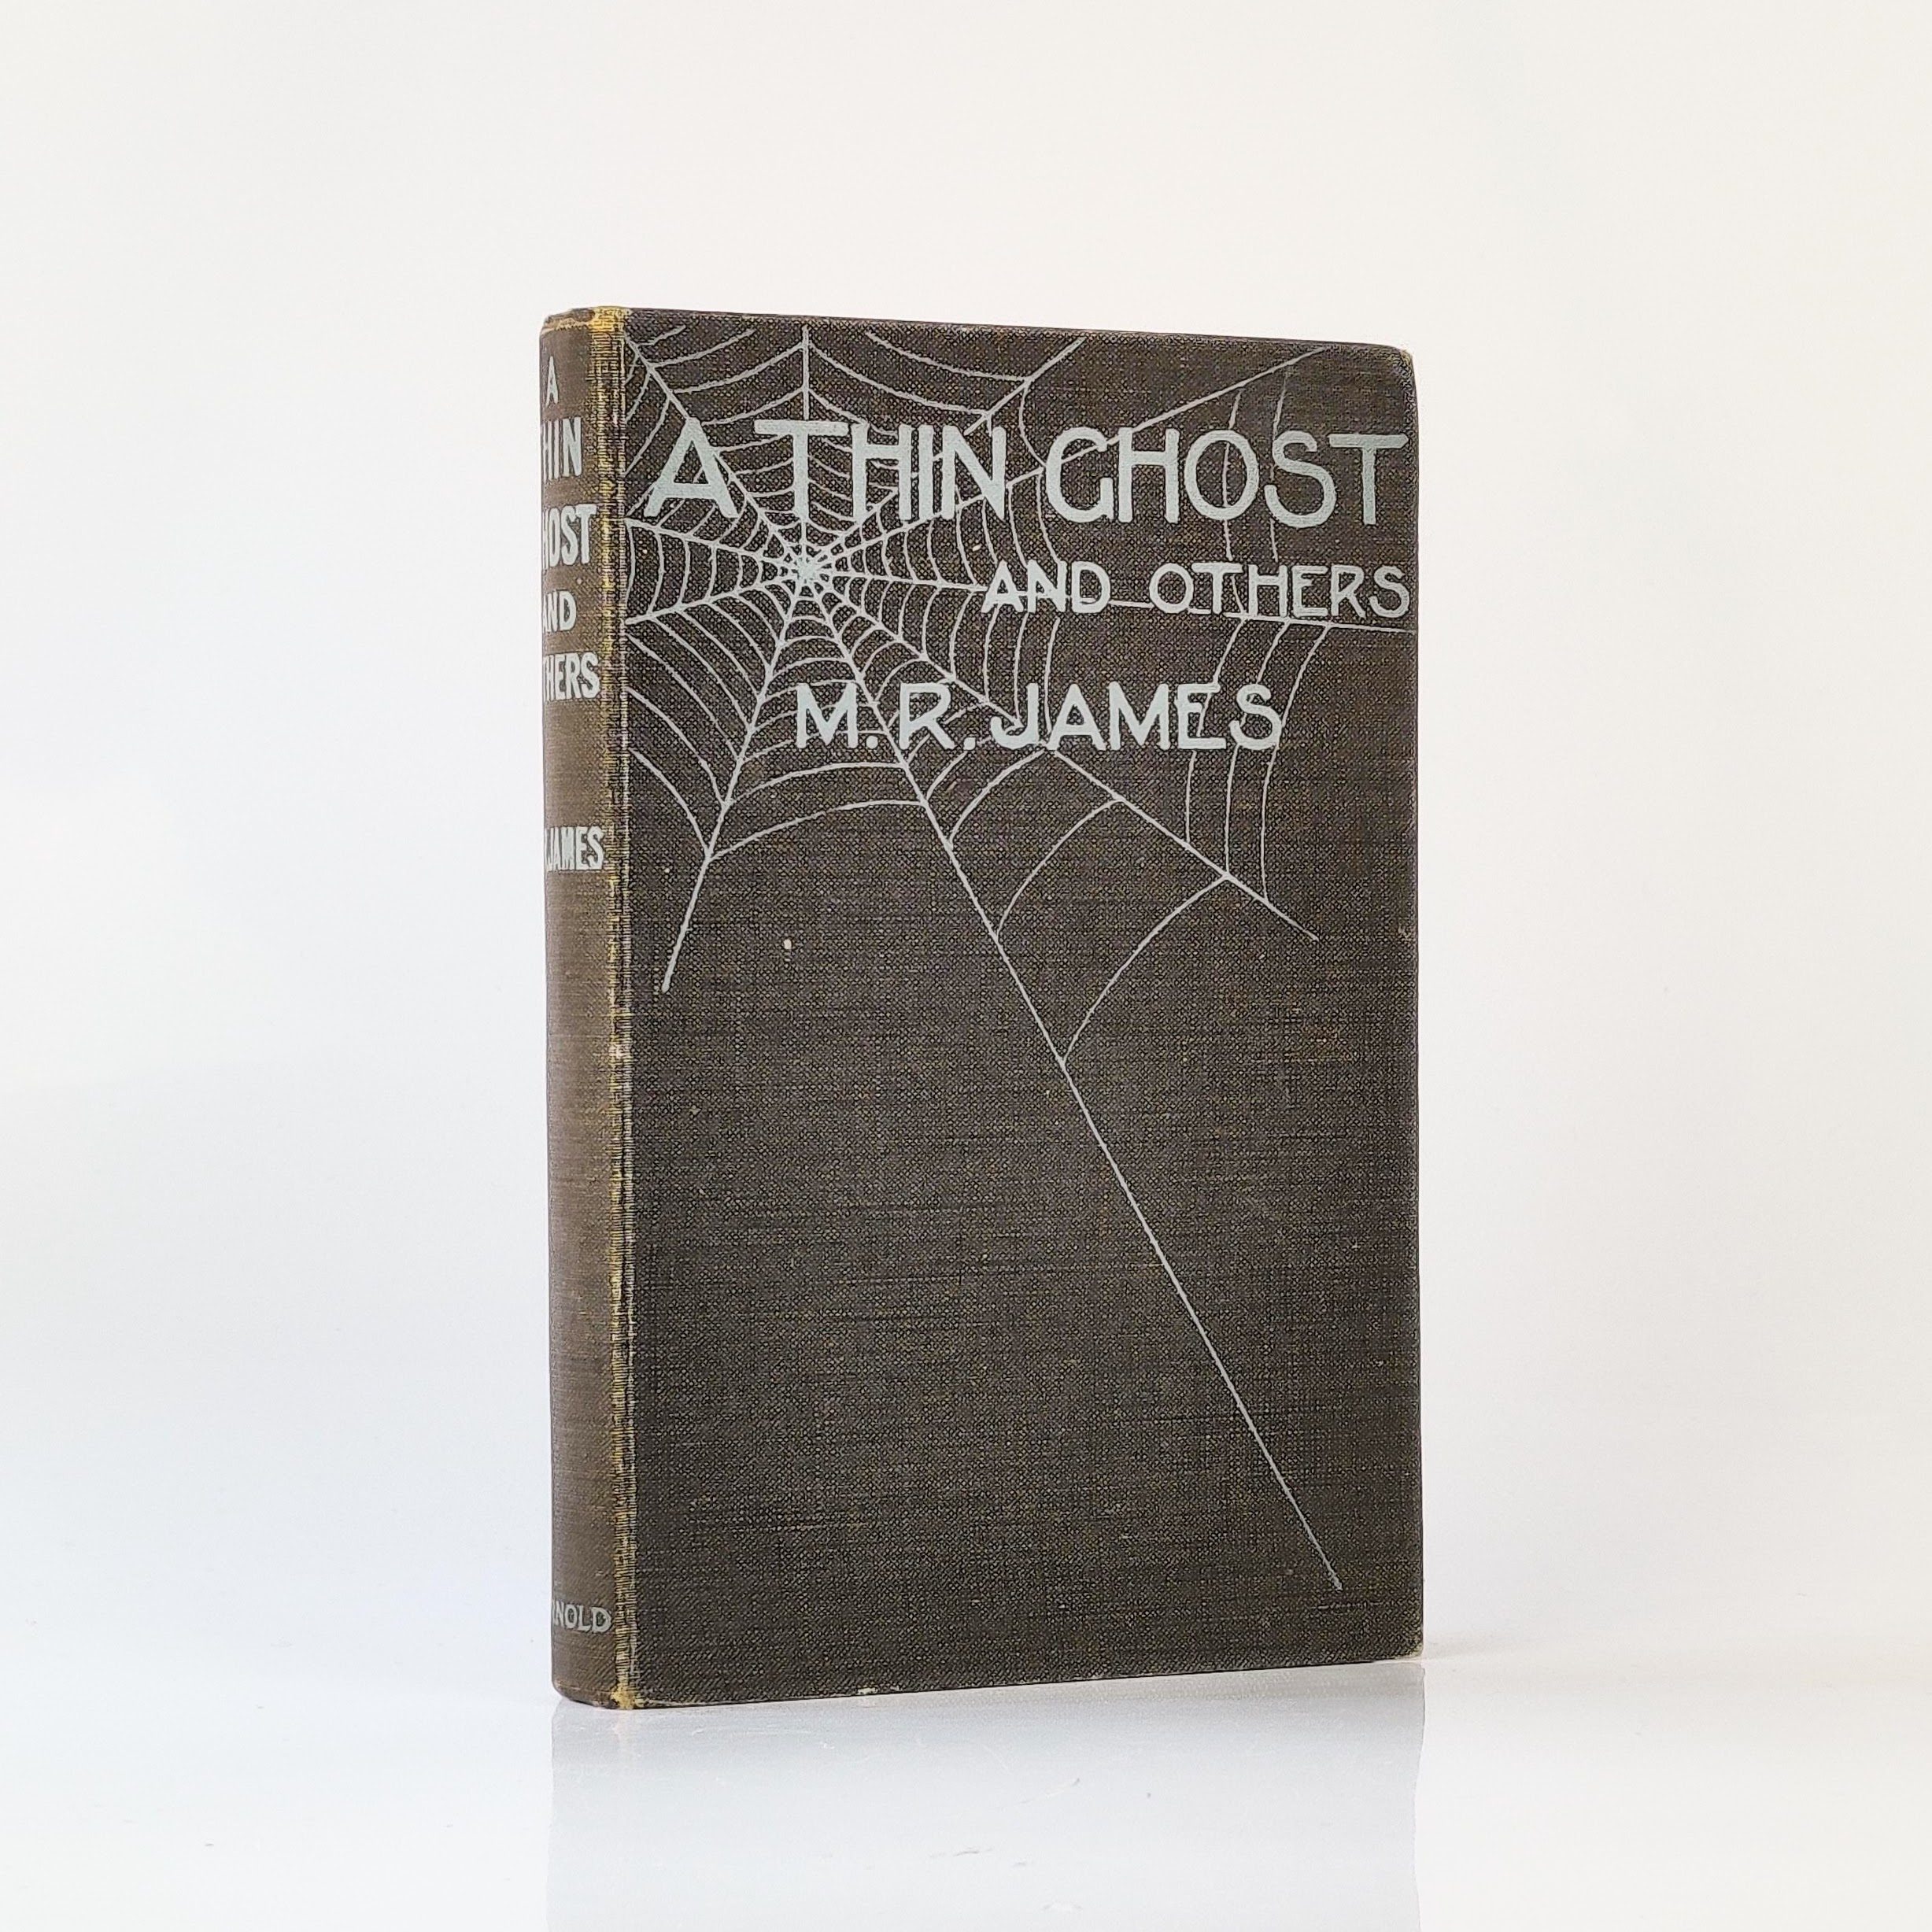 A THIN GHOST
AND OTHERS
M. R. JAMES
A
THIN
GHOST
AND
OTHERS
JAMES